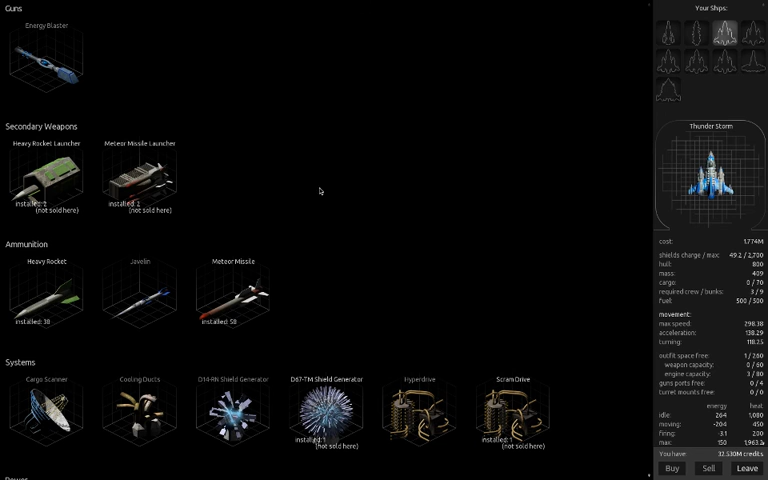 Guns
Energy Blaster
Secondary Weapons
Heavy Rocket Launcher
Meteor Missile Launcher
installed: 2
(not sold here)
installed: 2
(not sold here)
Ammunition
Heavy Rocket
Javelin
Meteor Missile
installed: 38
installed: 58
Systems
Cargo Scanner
Cooling Ducts
D14-RN Shield Generator
D67-TM Shield Generator
Hyperdrive
Scram Drive
installed: 1
(not sold here)
installed: 1
(not sold here)
Your Ships:
Thunder Storm
cost: 1.774M
shields charge / max: 49.2 / 2,700
hull: 800
mass: 409
cargo: 0 / 70
required crew / bunks: 3 / 9
fuel: 500 / 500
movement:
max speed: 298.38
acceleration: 138.29
turning: 118.25
outfit space free: 1 / 260
weapon capacity: 0 / 60
engine capacity: 3 / 80
guns ports free: 0 / 4
turret mounts free: 0 / 0
energy heat
idle: 264 1,080
moving: -204 450
firing: -3.1 200
max: 150
You have: 32.530M credits
Buy
Sell
Leave